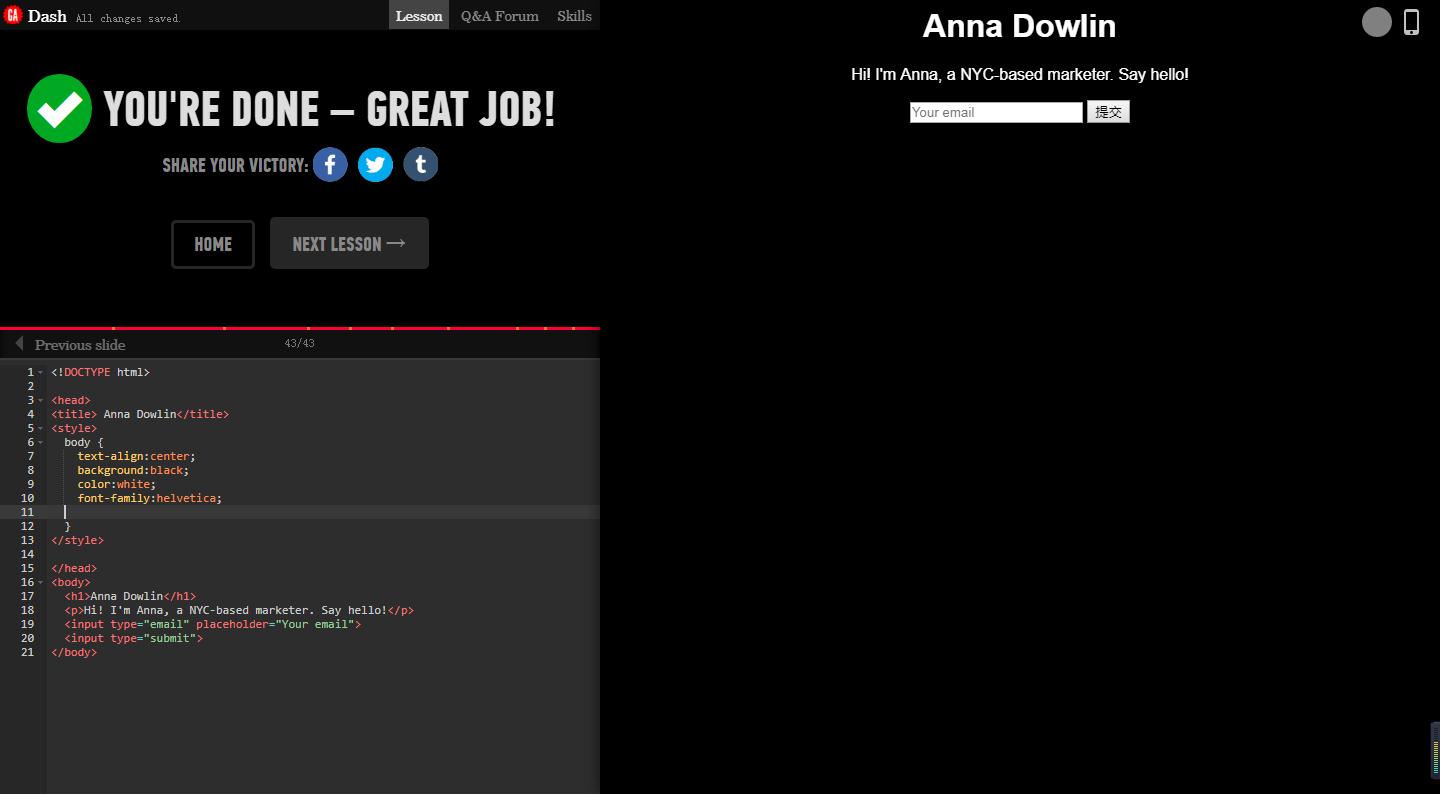 GA Dash All changes saved. Lesson Q&A Forum Skills
YOU'RE DONE – GREAT JOB!
SHARE YOUR VICTORY: f t
HOME NEXT LESSON →
Previous slide 43/43
1 <!DOCTYPE html>
2
3 <head>
4 <title> Anna Dowlin</title>
5 <style>
6 body {
7 text-align:center;
8 background:black;
9 color:white;
10 font-family:helvetica;
11
12 }
13 </style>
14
15 </head>
16 <body>
17 <h1>Anna Dowlin</h1>
18 <p>Hi! I'm Anna, a NYC-based marketer. Say hello!</p>
19 <input type="email" placeholder="Your email">
20 <input type="submit">
21 </body>
Anna Dowlin
Hi! I'm Anna, a NYC-based marketer. Say hello!
Your email 提交